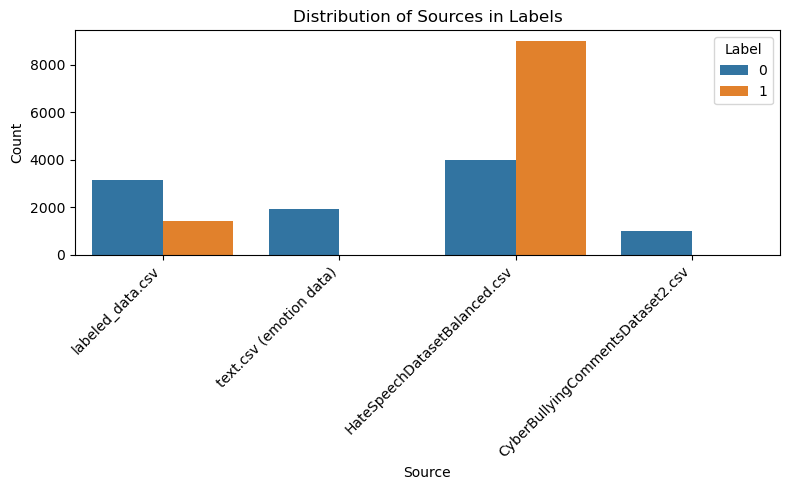 Distribution of Sources in Labels
Count
8000
6000
4000
2000
0
Label
0
1
labeled_data.csv
text.csv (emotion data)
HateSpeechDatasetBalanced.csv
CyberBullyingCommentsDataset2.csv
Source